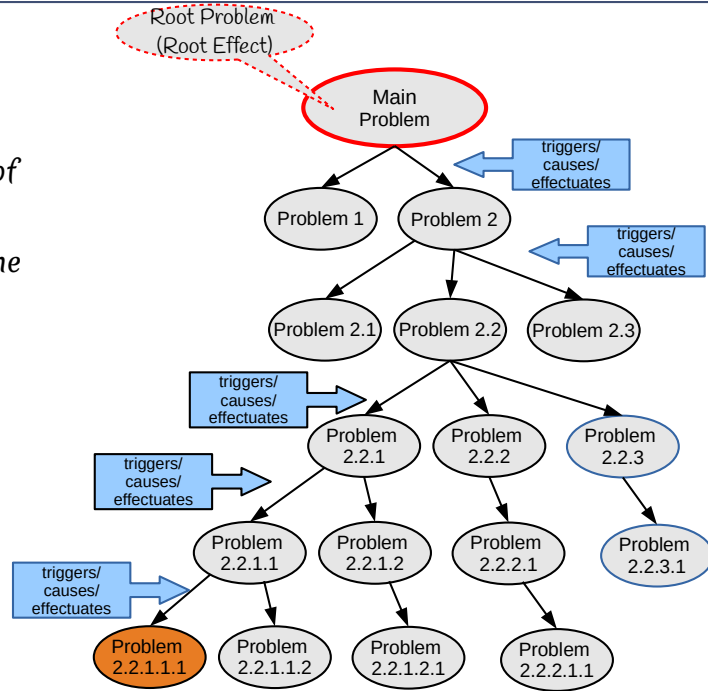 Root Problem
(Root Effect)
Main
Problem
of
triggers/
causes/
effectuates
Problem 1
Problem 2
triggers/
causes/
effectuates
ne
Problem 2.1
Problem 2.2
Problem 2.3
triggers/
causes/
effectuates
Problem
2.2.1
Problem
2.2.2
Problem
2.2.3
triggers/
causes/
effectuates
Problem
2.2.1.1
Problem
2.2.1.2
Problem
2.2.2.1
Problem
2.2.3.1
triggers/
causes/
effectuates
Problem
2.2.1.1.1
Problem
2.2.1.1.2
Problem
2.2.1.2.1
Problem
2.2.2.1.1